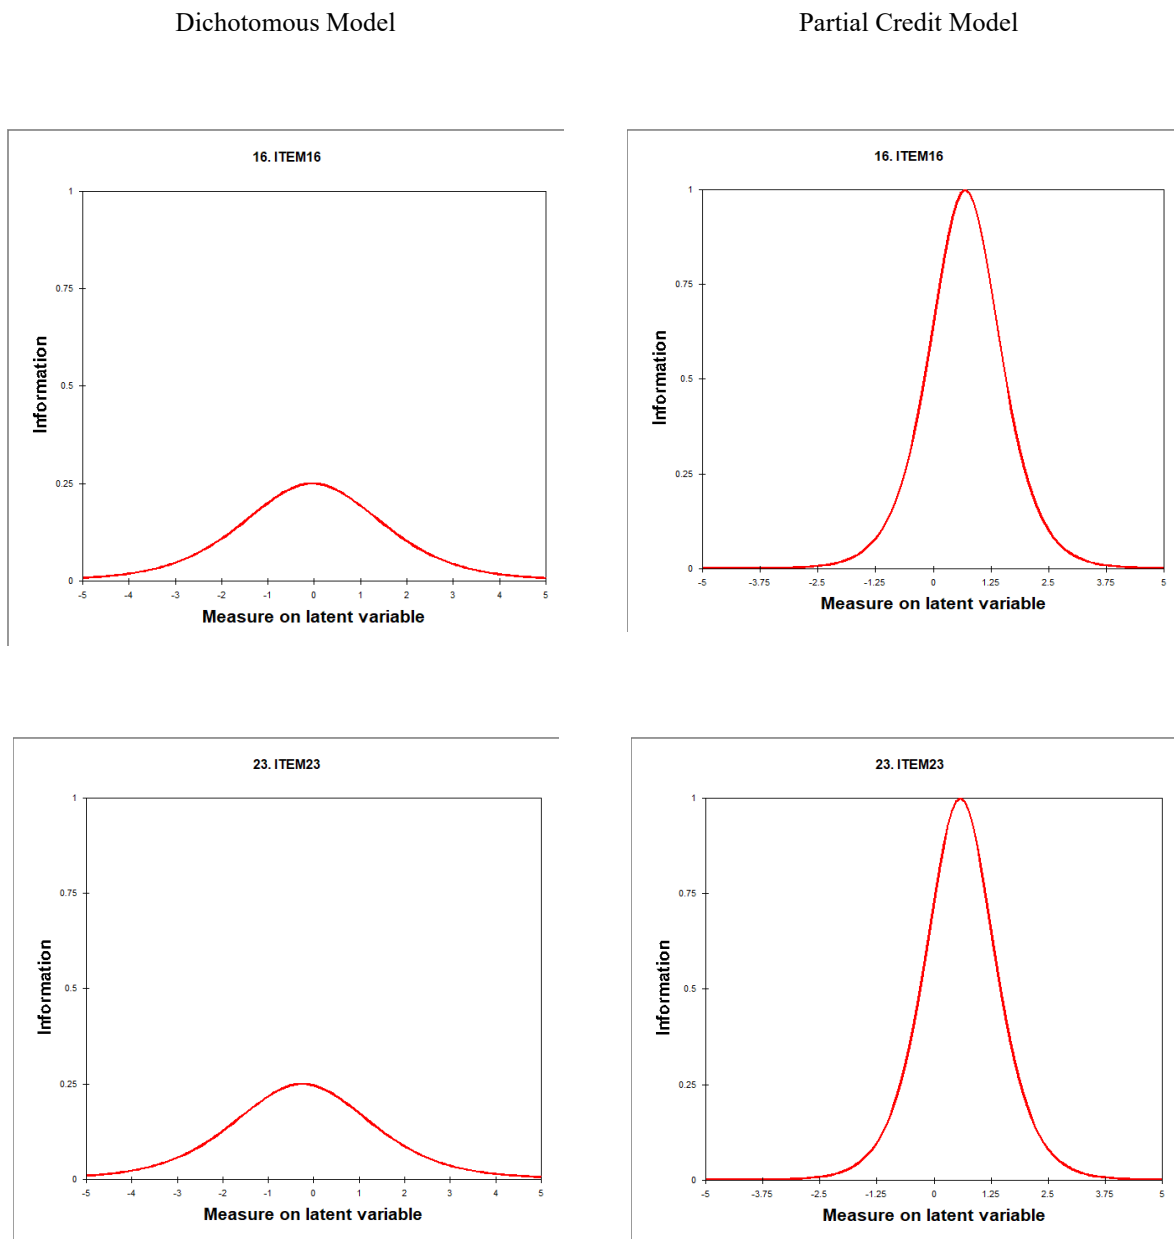 Dichotomous Model
Partial Credit Model
16. ITEM16
1
0.75
0.5
0.25
0
Information
-5 -4 -3 -2 -1 0 1 2 3 4 5
Measure on latent variable
16. ITEM16
1
0.75
0.5
0.25
0
Information
-5 -3.75 -2.5 -1.25 0 1.25 2.5 3.75 5
Measure on latent variable
23. ITEM23
1
0.75
0.5
0.25
0
Information
-5 -4 -3 -2 -1 0 1 2 3 4 5
Measure on latent variable
23. ITEM23
1
0.75
0.5
0.25
0
Information
-5 -3.75 -2.5 -1.25 0 1.25 2.5 3.75 5
Measure on latent variable